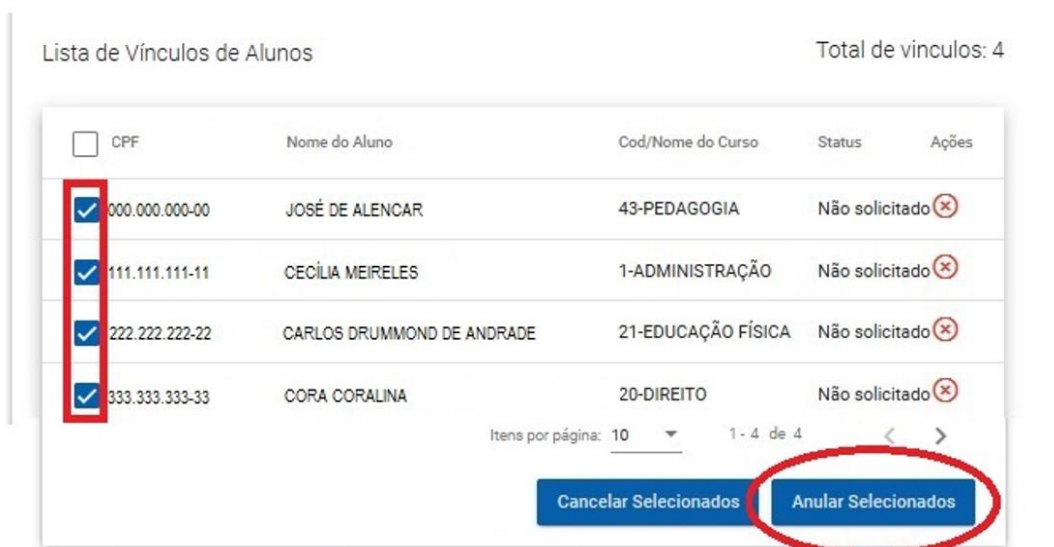 Lista de Vínculos de Alunos Total de vinculos: 4
CPF Nome do Aluno Cod/Nome do Curso Status Ações
000.000.000-00 JOSÉ DE ALENCAR 43-PEDAGOGIA Não solicitado
111.111.111-11 CECÍLIA MEIRELES 1-ADMINISTRAÇÃO Não solicitado
222.222.222-22 CARLOS DRUMMOND DE ANDRADE 21-EDUCAÇÃO FÍSICA Não solicitado
333.333.333-33 CORA CORALINA 20-DIREITO Não solicitado
Itens por página: 10 1 - 4 de 4
Cancelar Selecionados Anular Selecionados